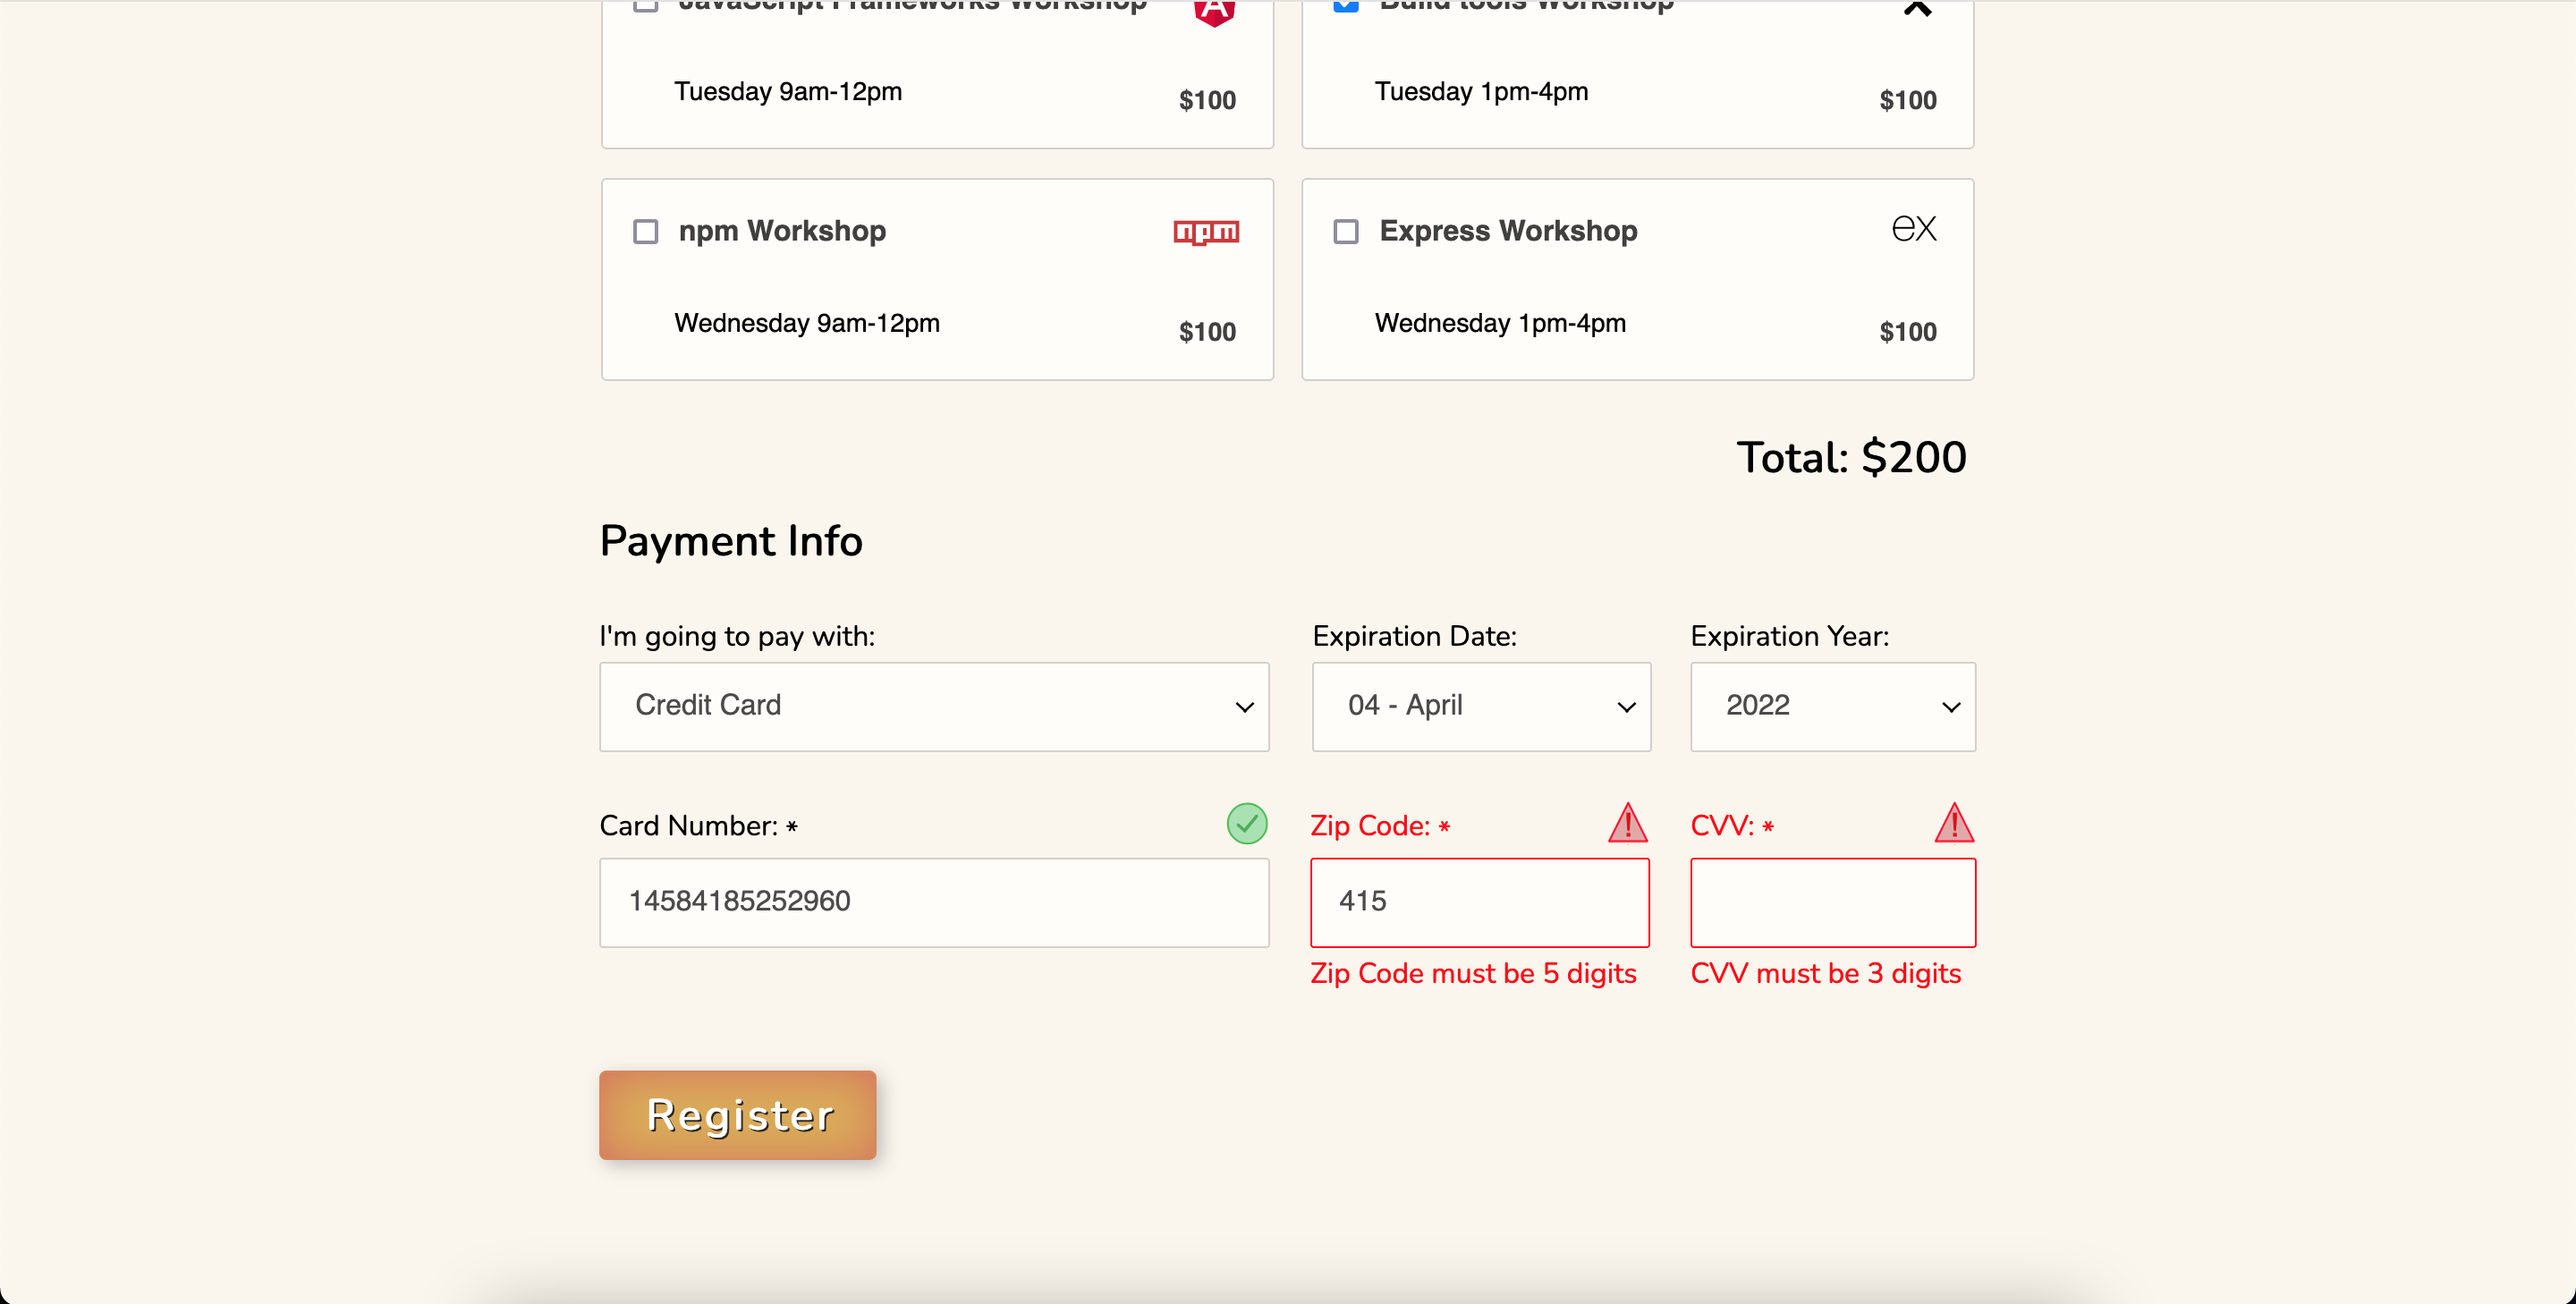 JavaScript Frameworks Workshop
Build tools Workshop
Tuesday 9am-12pm
$100
Tuesday 1pm-4pm
$100
npm Workshop
npm
Express Workshop
ex
Wednesday 9am-12pm
$100
Wednesday 1pm-4pm
$100
Total: $200
Payment Info
I'm going to pay with:
Expiration Date:
Expiration Year:
Credit Card
04 - April
2022
Card Number: *
Zip Code: *
CVV: *
14584185252960
415
Zip Code must be 5 digits
CVV must be 3 digits
Register